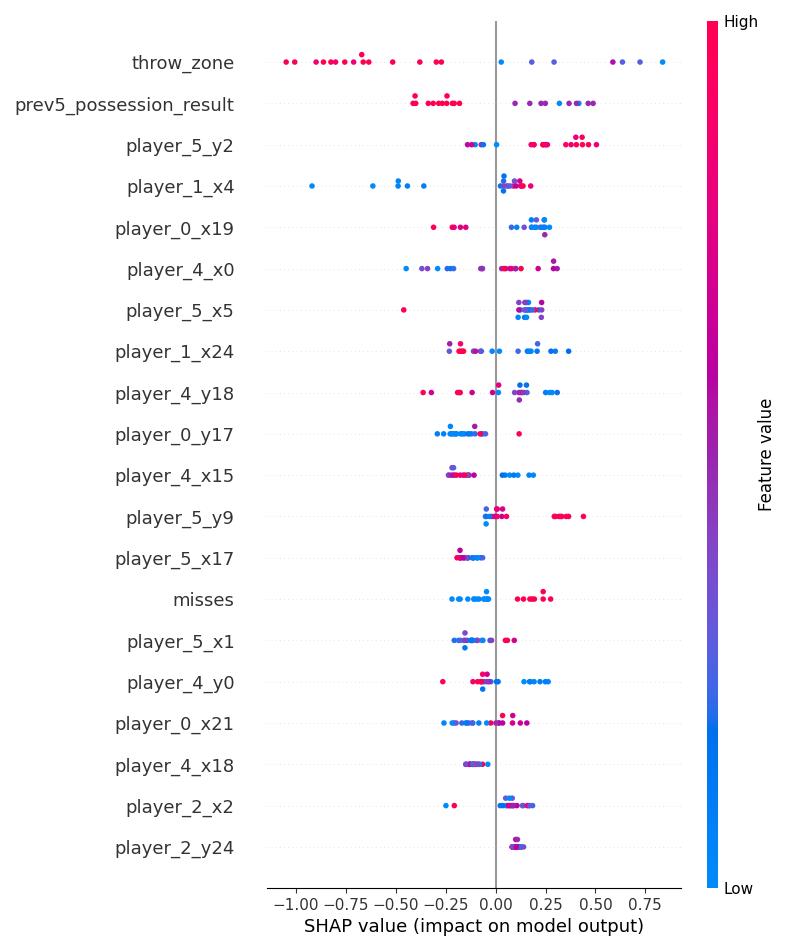 High
throw_zone
prev5_possession_result
player_5_y2
player_1_x4
player_0_x19
player_4_x0
player_5_x5
player_1_x24
player_4_y18
player_0_y17
player_4_x15
player_5_y9
player_5_x17
misses
player_5_x1
player_4_y0
player_0_x21
player_4_x18
player_2_x2
player_2_y24
Feature value
Low
−1.00 −0.75 −0.50 −0.25 0.00 0.25 0.50 0.75
SHAP value (impact on model output)